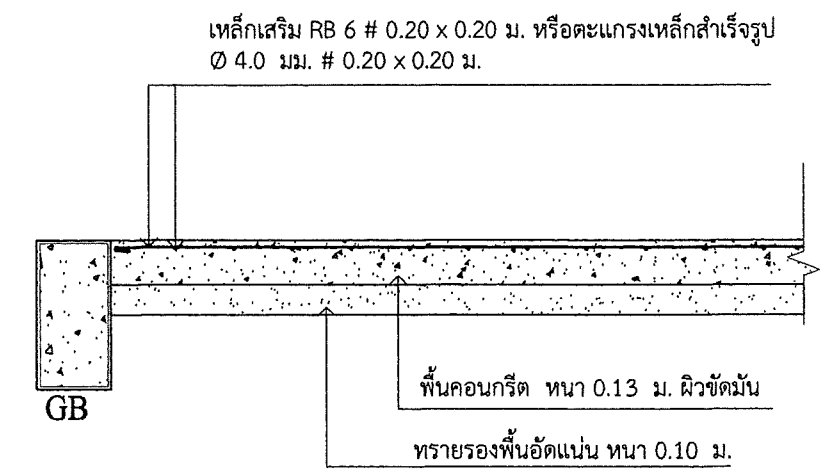 เหล็กเสริม RB 6 # 0.20 x 0.20 ม. หรือตะแกรงเหล็กสำเร็จรูป
Ø 4.0 มม. # 0.20 x 0.20 ม.
พื้นคอนกรีต หนา 0.13 ม. ผิวขัดมัน
GB
ทรายรองพื้นอัดแน่น หนา 0.10 ม.